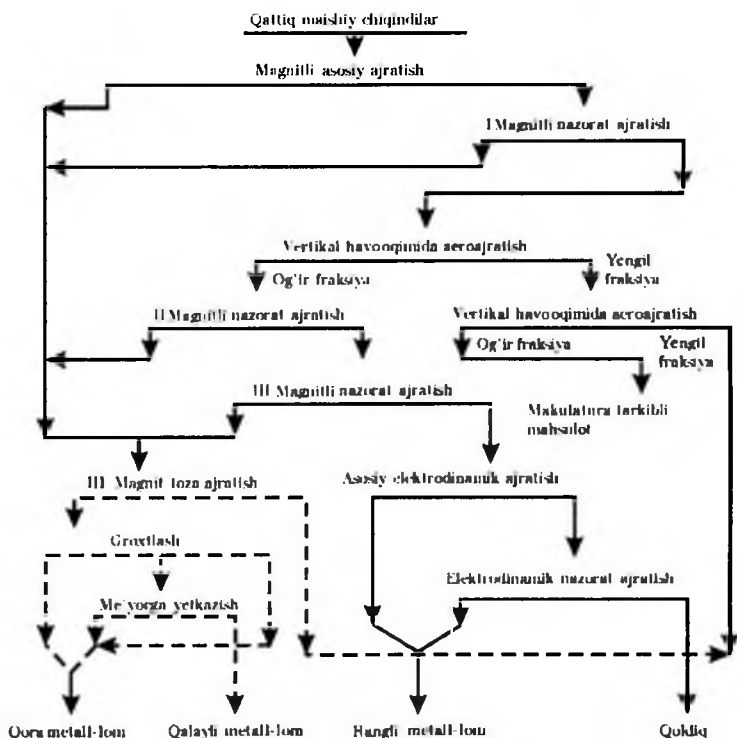 Qattiq maishiy chiqindilar
Magnitli asosiy ajratish
I Magnitli nazorat ajratish
Vertikal havooqimida aeroajratish
Yengil
fraksiya
Og'ir fraksiya
II Magnitli nazorat ajratish
Vertikal havooqimida aeroajratish
Og'ir fraksiya
Yengil
fraksiya
III Magnitli nazorat ajratish
Makulatura tarkibli
mahsulot
III Magnit toza ajratish
Asosiy elektrodinamik ajratish
Groxtlash
Elektrodinamik nazorat ajratish
Me'yorga yetkazish
Qora metall-lom
Qalayli metall-lom
Rangli metall-lom
Qoldiq